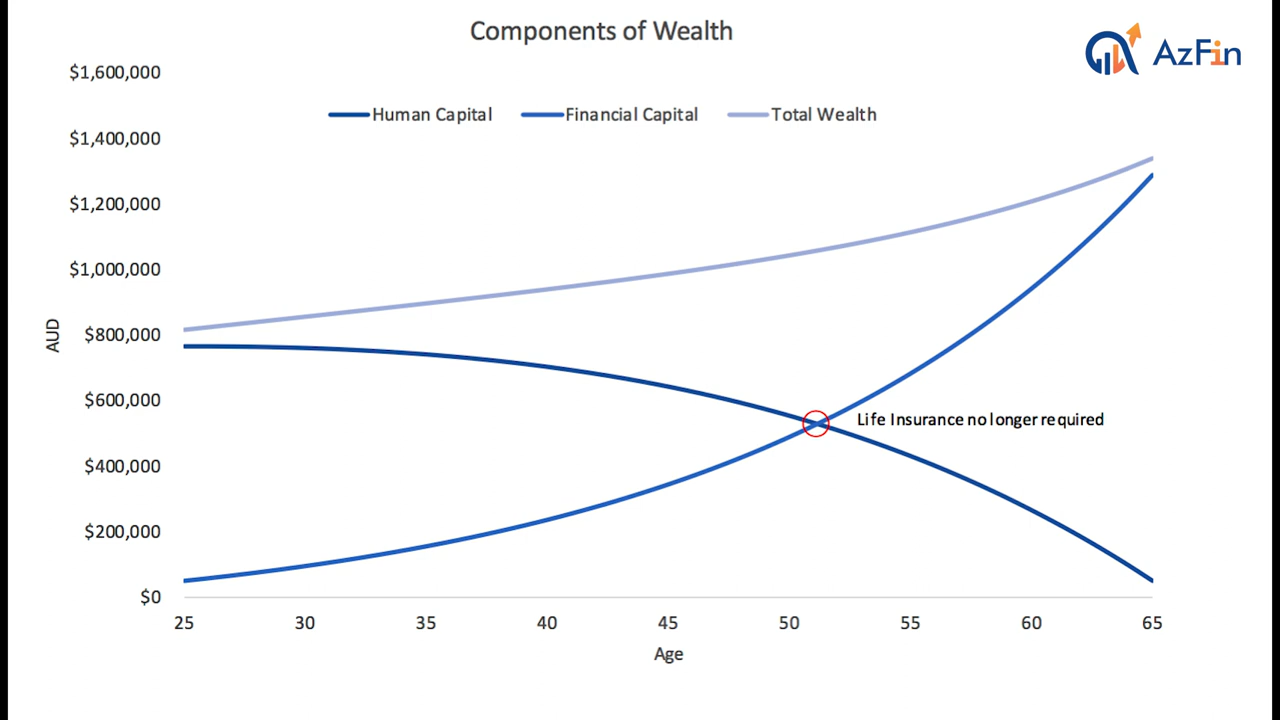 Components of Wealth
AzFin
$1,600,000
Human Capital Financial Capital Total Wealth
$1,400,000
$1,200,000
$1,000,000
$800,000
AUD
$600,000
Life Insurance no longer required
$400,000
$200,000
$0
25 30 35 40 45 50 55 60 65
Age